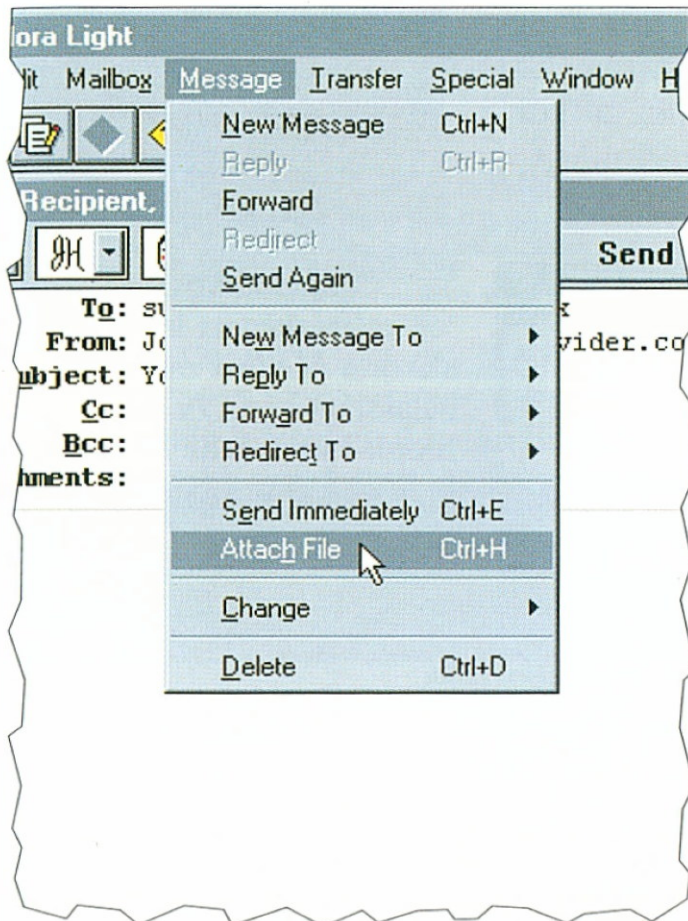 ora Light
dit Mailbox Message Transfer Special Window H
New Message Ctrl+N
Reply Ctrl+R
Forward
Redirect
Send Again
New Message To
Reply To
Forward To
Redirect To
Send Immediately Ctrl+E
Attach File Ctrl+H
Change
Delete Ctrl+D
Recipient,
Send
To: su x
From: Jo vider.co
ubject: Yo
Cc:
Bcc:
hments: